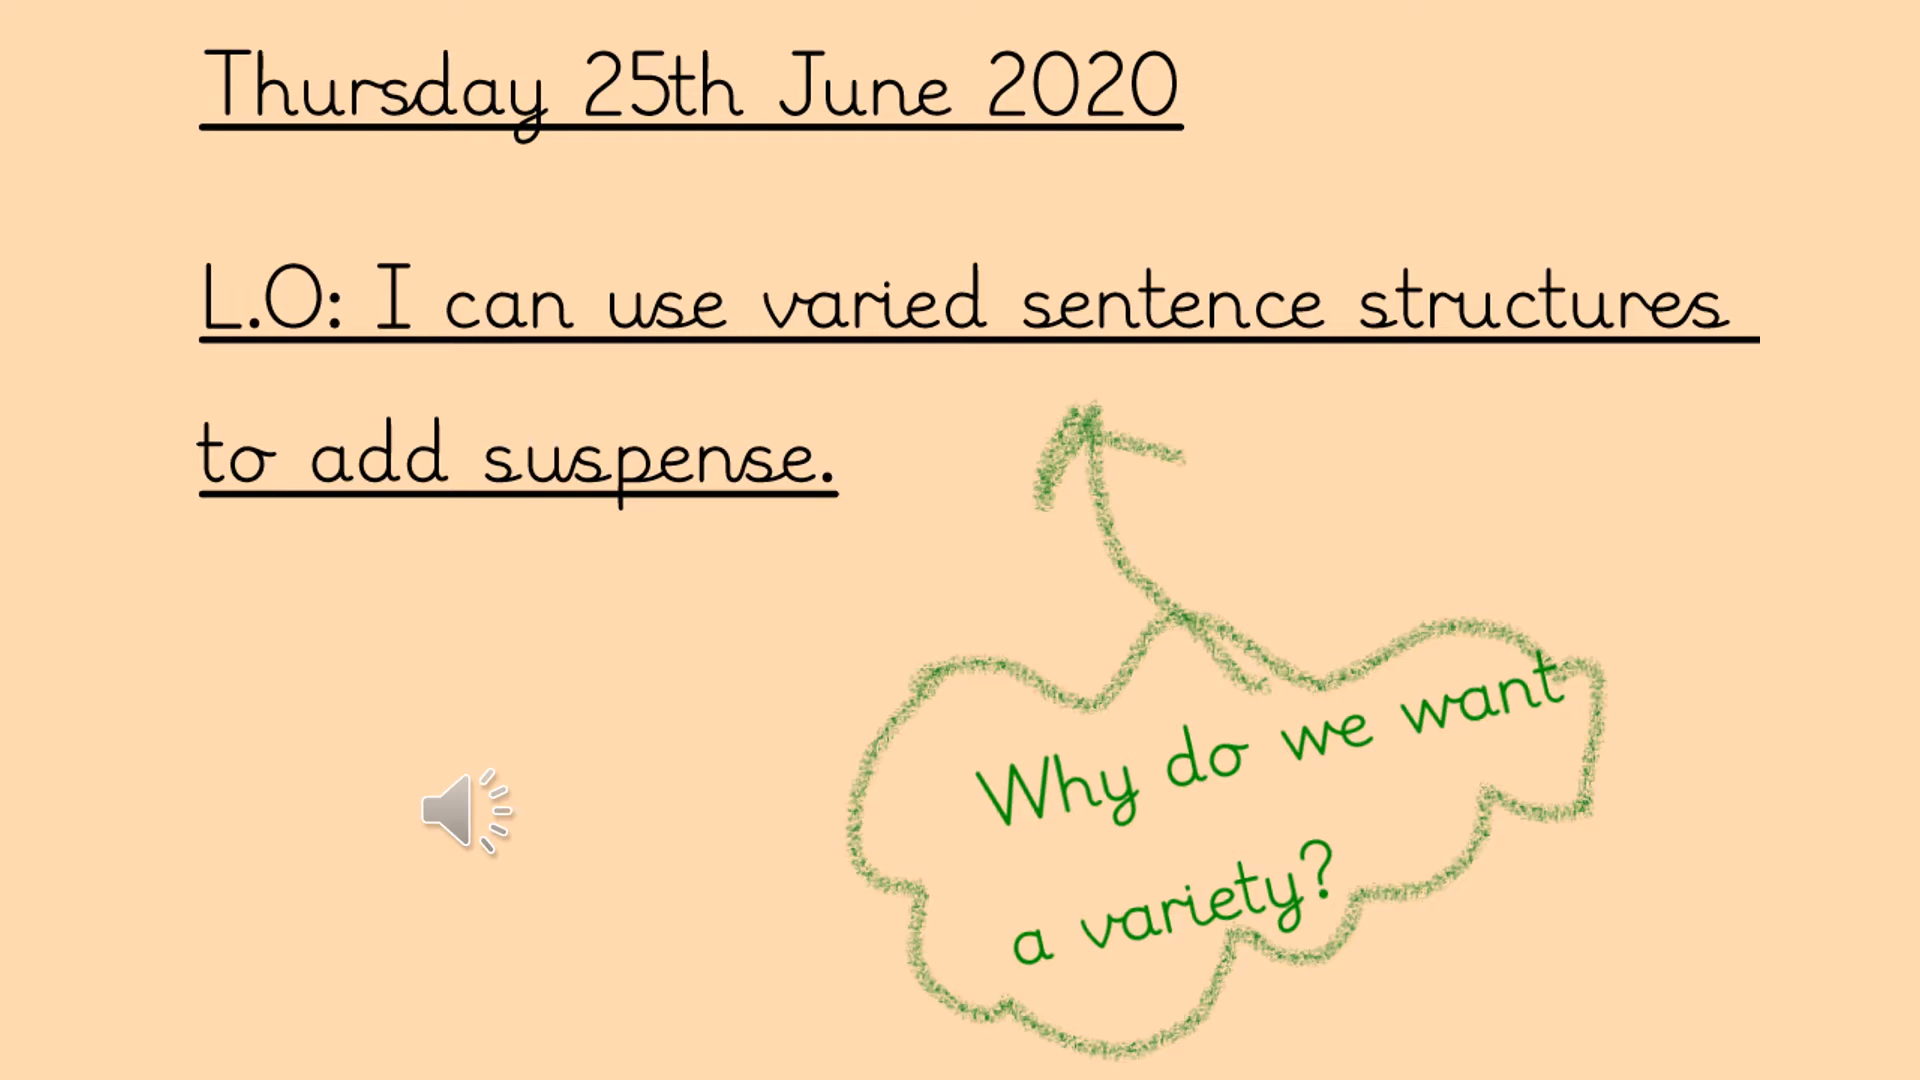 Thursday 25th June 2020
L.O: I can use varied sentence structures
to add suspense.
Why do we want
a variety?